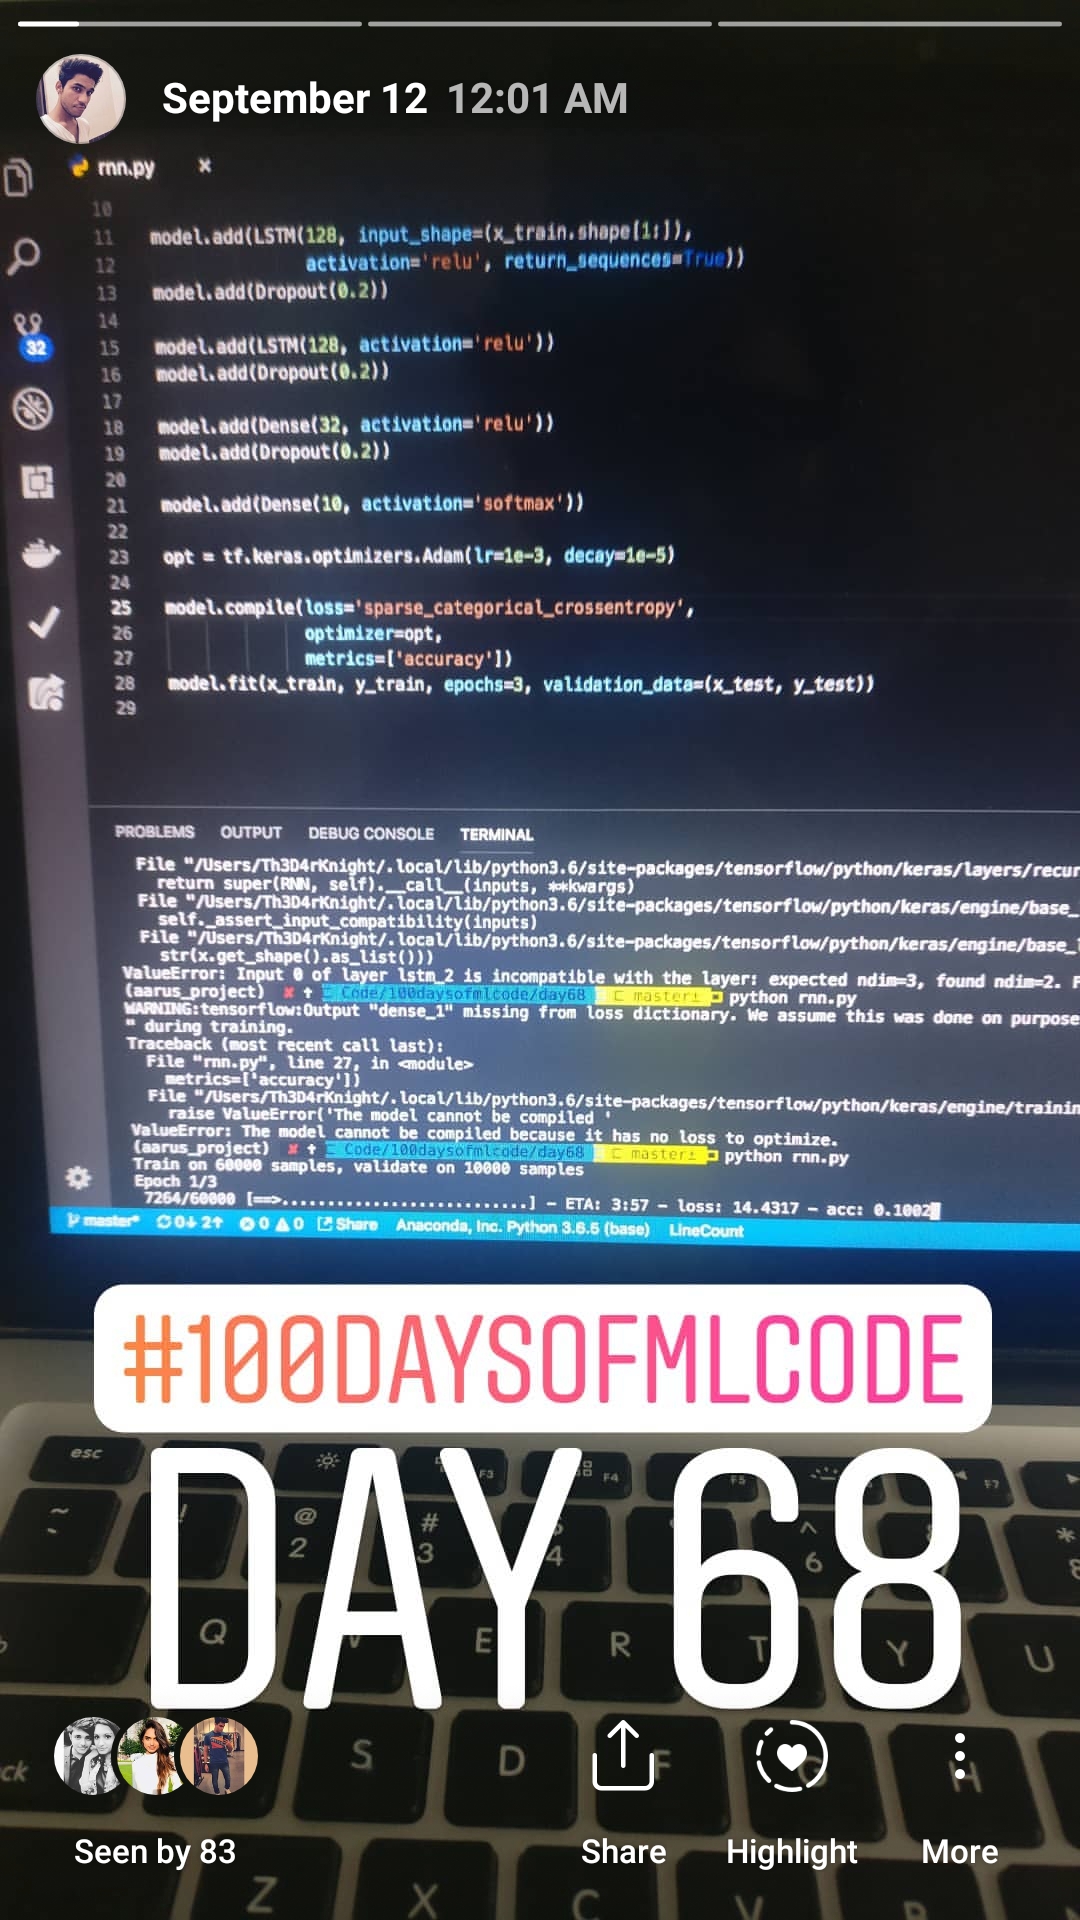 September 12 12:01 AM
rnn.py ×
10
11 model.add(LSTM(128, input_shape=(x_train.shape[1:]),
12 activation='relu', return_sequences=True))
13 model.add(Dropout(0.2))
14
15 model.add(LSTM(128, activation='relu'))
16 model.add(Dropout(0.2))
17
18 model.add(Dense(32, activation='relu'))
19 model.add(Dropout(0.2))
20
21 model.add(Dense(10, activation='softmax'))
22
23 opt = tf.keras.optimizers.Adam(lr=1e-3, decay=1e-5)
24
25 model.compile(loss='sparse_categorical_crossentropy',
26 optimizer=opt,
27 metrics=['accuracy'])
28 model.fit(x_train, y_train, epochs=3, validation_data=(x_test, y_test))
29
32
PROBLEMS OUTPUT DEBUG CONSOLE TERMINAL
File "/Users/Th3D4rKnight/.local/lib/python3.6/site-packages/tensorflow/python/keras/layers/recur
return super(RNN, self).__call__(inputs, **kwargs)
File "/Users/Th3D4rKnight/.local/lib/python3.6/site-packages/tensorflow/python/keras/engine/base_
self._assert_input_compatibility(inputs)
File "/Users/Th3D4rKnight/.local/lib/python3.6/site-packages/tensorflow/python/keras/engine/base_
str(x.get_shape().as_list()))
ValueError: Input 0 of layer lstm_2 is incompatible with the layer: expected ndim=3, found ndim=2. F
(aarus_project) ✗ ↑ Code/100daysofmlcode/day68 master± python rnn.py
WARNING:tensorflow:Output "dense_1" missing from loss dictionary. We assume this was done on purpose
" during training.
Traceback (most recent call last):
File "rnn.py", line 27, in <module>
metrics=['accuracy'])
File "/Users/Th3D4rKnight/.local/lib/python3.6/site-packages/tensorflow/python/keras/engine/trainin
raise ValueError('The model cannot be compiled '
ValueError: The model cannot be compiled because it has no loss to optimize.
(aarus_project) ✗ ↑ Code/100daysofmlcode/day68 master± python rnn.py
Train on 60000 samples, validate on 10000 samples
Epoch 1/3
7264/60000 [==>...........................] - ETA: 3:57 - loss: 14.4317 - acc: 0.1002
master* 0↓ 2↑ 0 0 Share Anaconda, Inc. Python 3.6.5 (base) LineCount
#100DAYSOFMLCODE
DAY 68
esc F3 F4 F5 F7
~ ! @ # ^ *
2 3 4 6 8
Q W E R T Y U
S D F G H
Z X C V B
Seen by 83 Share Highlight More